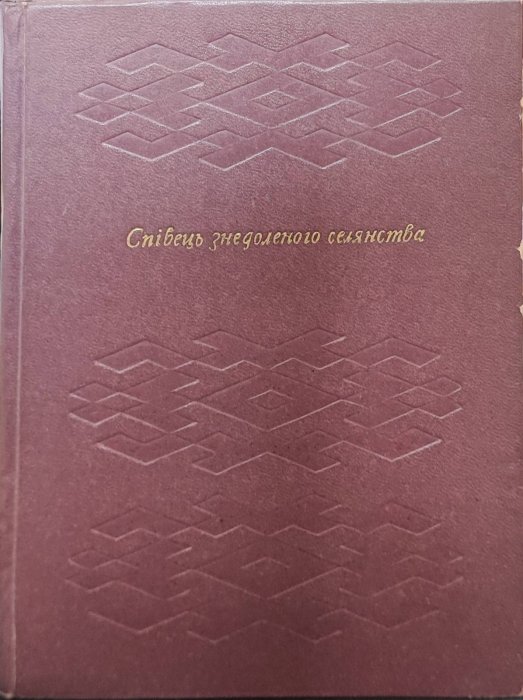 Співець знедоленого селянства